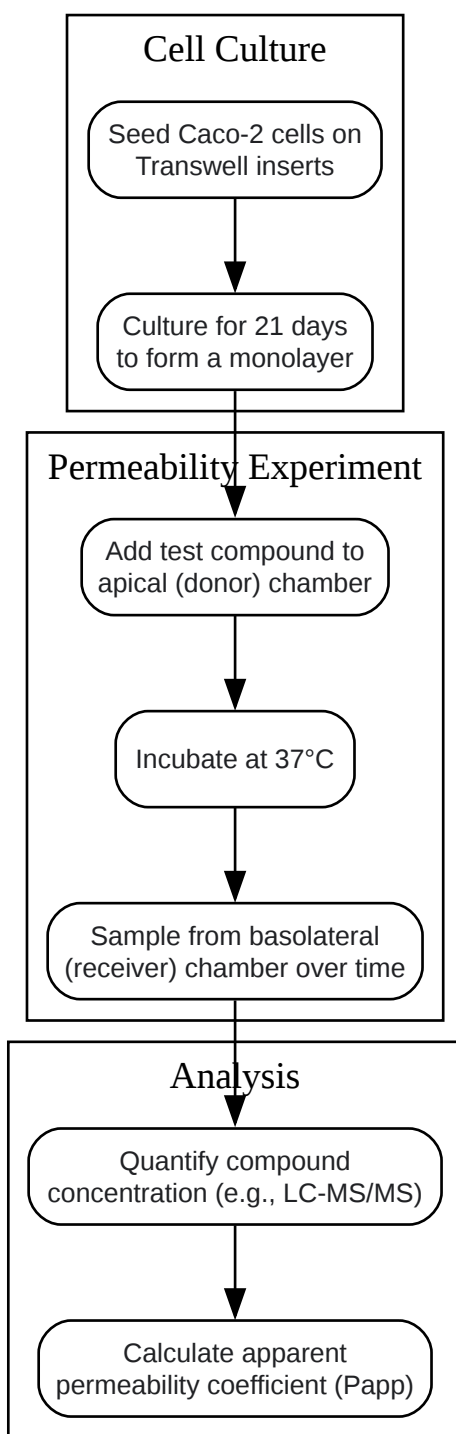 Cell Culture
Seed Caco-2 cells on
Transwell inserts
Culture for 21 days
to form a monolayer
Permeability Experiment
Add test compound to
apical (donor) chamber
Incubate at 37°C
Sample from basolateral
(receiver) chamber over time
Analysis
Quantify compound
concentration (e.g., LC-MS/MS)
Calculate apparent
permeability coefficient (Papp)